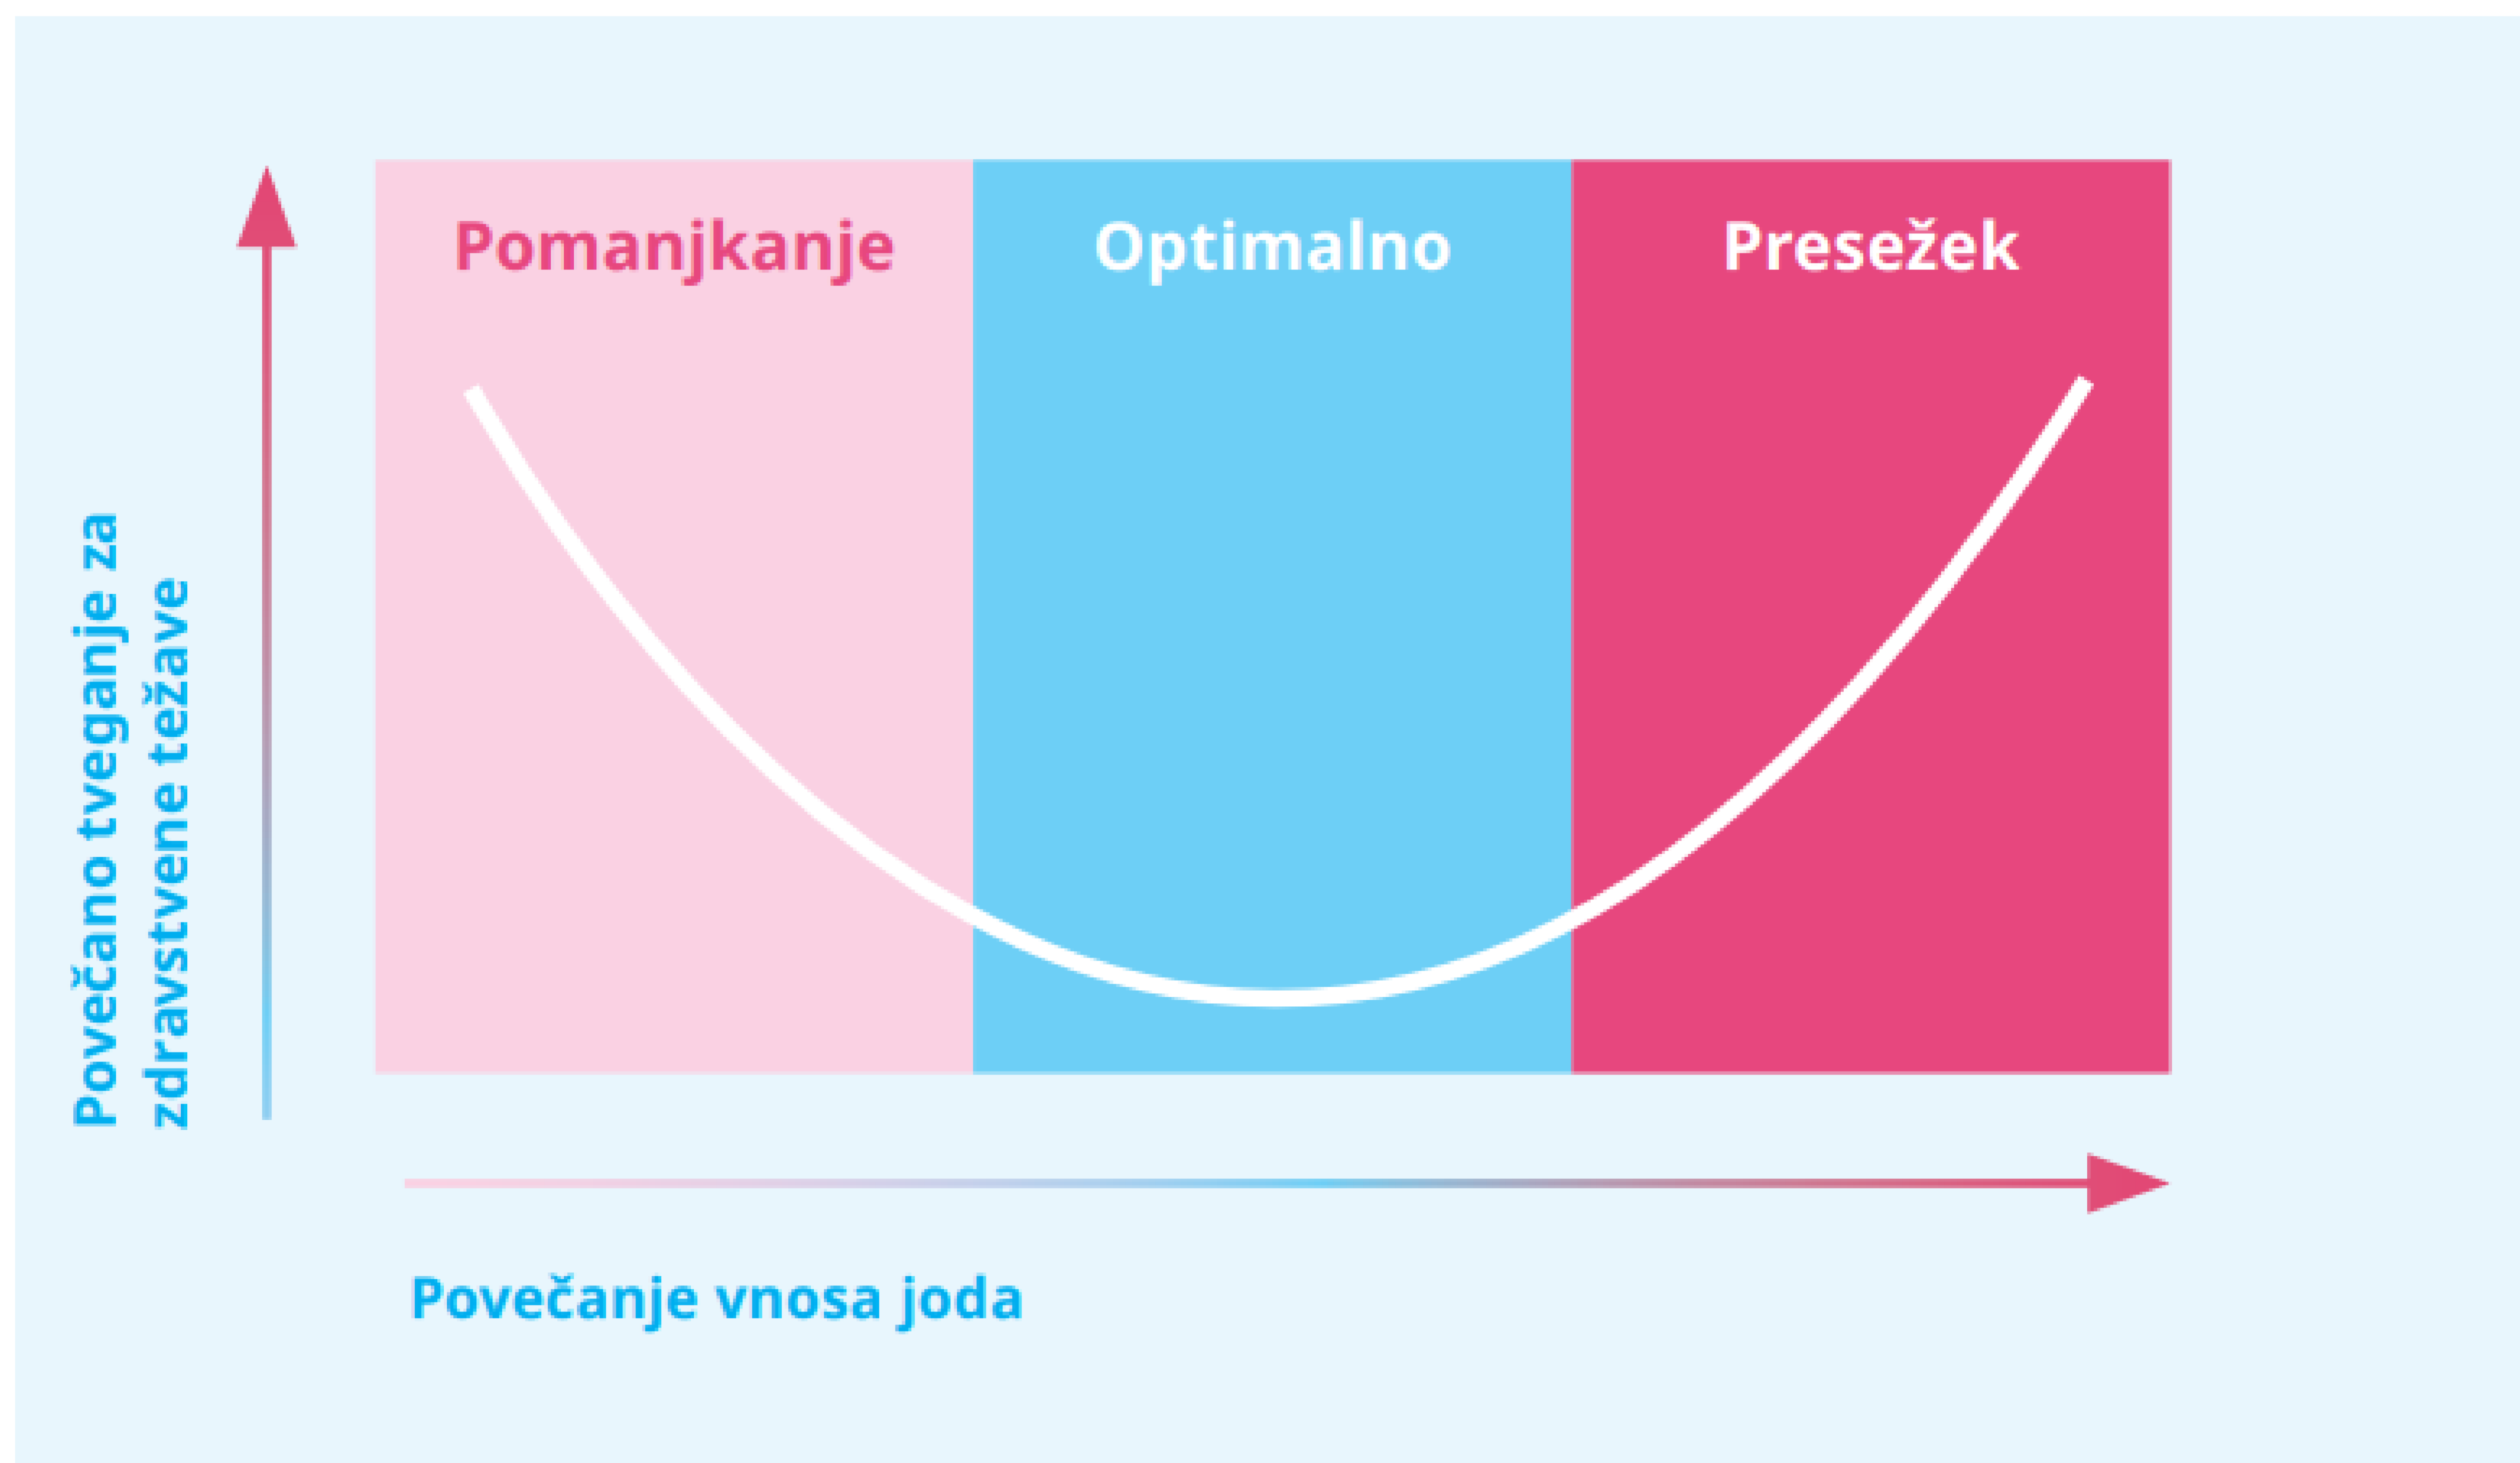 Pomanjkanje
Optimalno
Presežek
Povečano tveganje za
zdravstvene težave
Povečanje vnosa joda